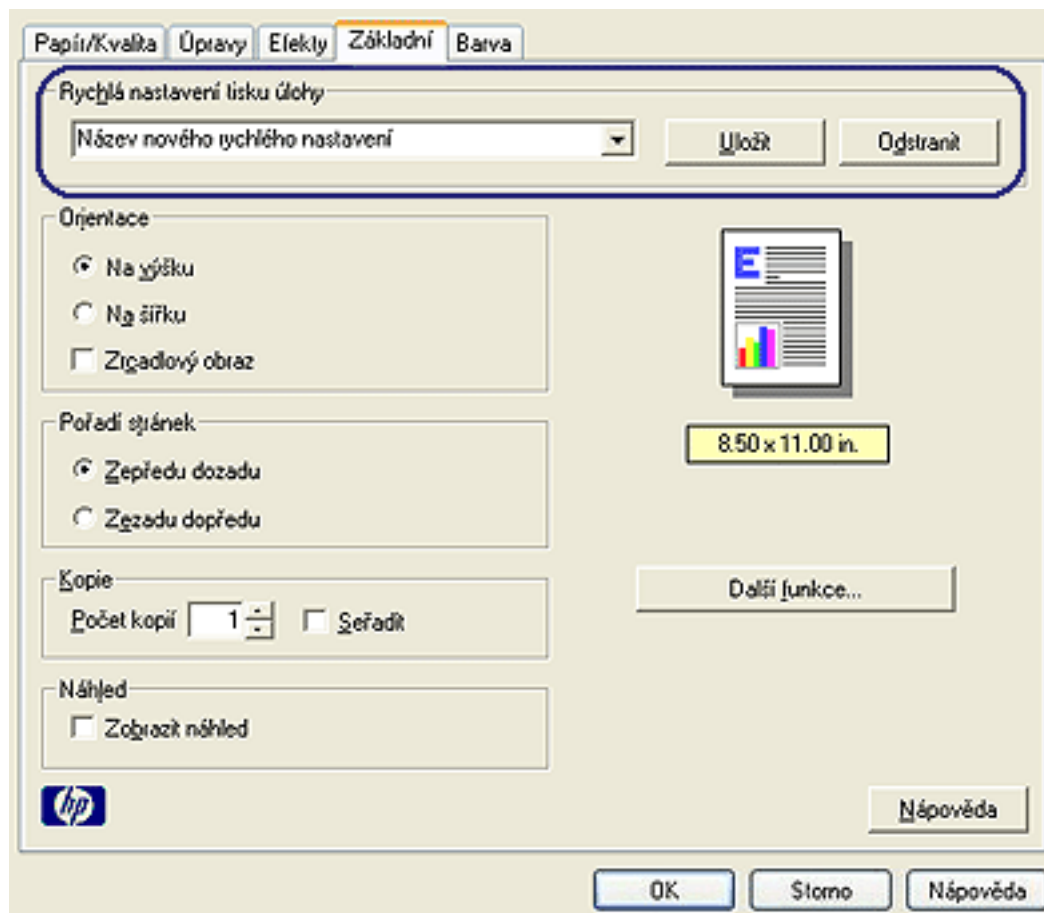 Papír/Kvalita Úpravy Efekty Základní Barva
Rychlá nastavení tisku úlohy
Název nového rychlého nastavení Uložit Odstranit
Orientace
Na výšku
Na šířku
Zrcadlový obraz
E
8.50 x 11.00 in.
Pořadí stránek
Zepředu dozadu
Zezadu dopředu
Kopie
Počet kopií 1 Seřadit
Další funkce...
Náhled
Zobrazit náhled
hp
Nápověda
OK Storno Nápověda